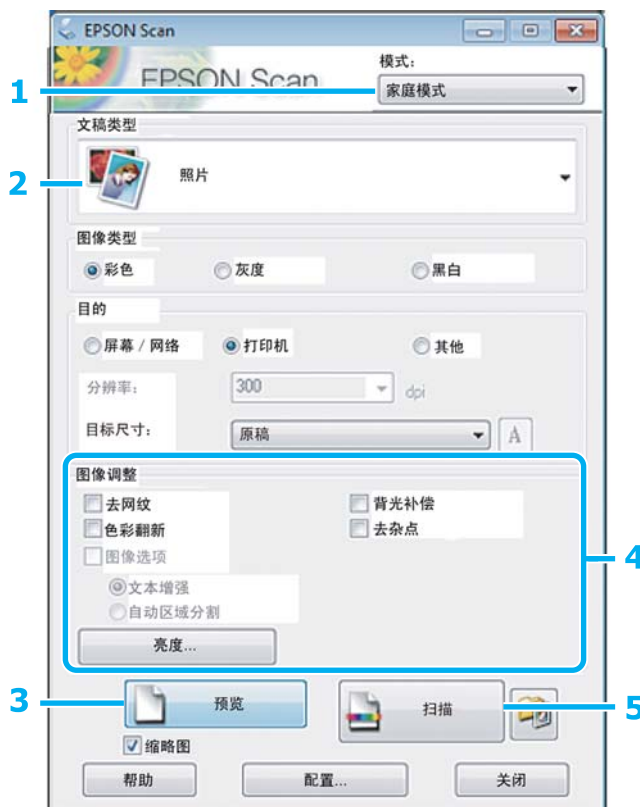 EPSON Scan
EPSON Scan
模式:
1
家庭模式
文稿类型
2
照片
图像类型
彩色 灰度 黑白
目的
屏幕 / 网络 打印机 其他
分辨率: 300 dpi
目标尺寸: 原稿 A
图像调整
去网纹 背光补偿
色彩翻新 去杂点
图像选项
4
文本增强
自动区域分割
亮度...
3 预览 扫描 5
缩略图
帮助 配置... 关闭